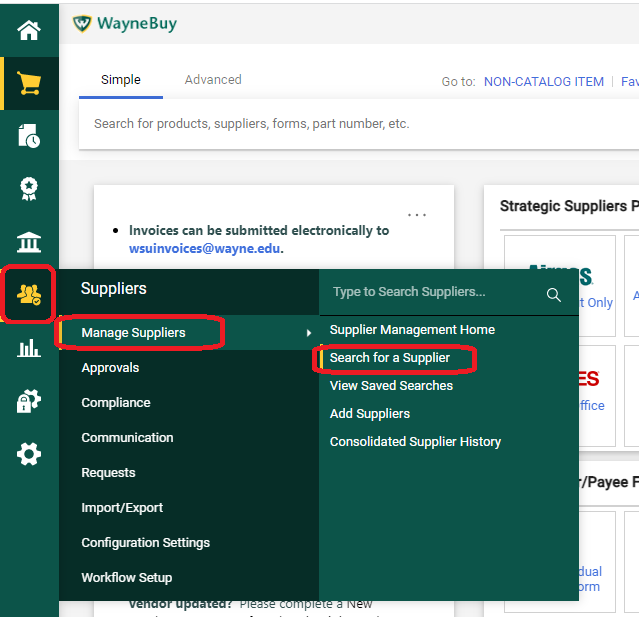 WayneBuy
Simple
Advanced
Go to: NON-CATALOG ITEM | Fav
Search for products, suppliers, forms, part number, etc.
...
Strategic Suppliers P
• Invoices can be submitted electronically to
wsuinvoices@wayne.edu.
Suppliers
Type to Search Suppliers...
Manage Suppliers
Supplier Management Home
Search for a Supplier
View Saved Searches
Add Suppliers
Consolidated Supplier History
Approvals
Compliance
Communication
Requests
Import/Export
Configuration Settings
Workflow Setup
t Only
ES
ffice
r/Payee F
dual
orm
Vendor updated? Please complete a New